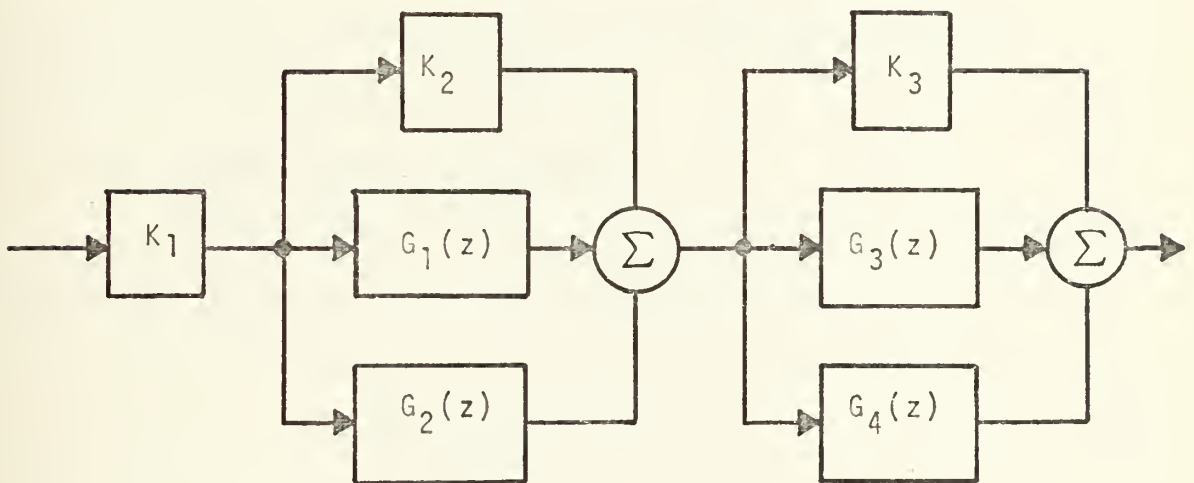 K₂
K₃
K₁
G₁(z)
Σ
G₃(z)
Σ
G₂(z)
G₄(z)